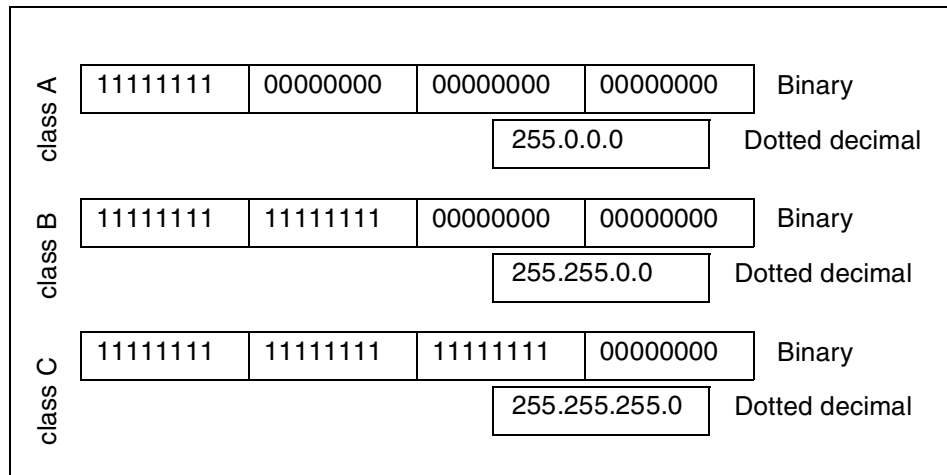 class A
11111111 00000000 00000000 00000000 Binary
255.0.0.0 Dotted decimal
class B
11111111 11111111 00000000 00000000 Binary
255.255.0.0 Dotted decimal
class C
11111111 11111111 11111111 00000000 Binary
255.255.255.0 Dotted decimal